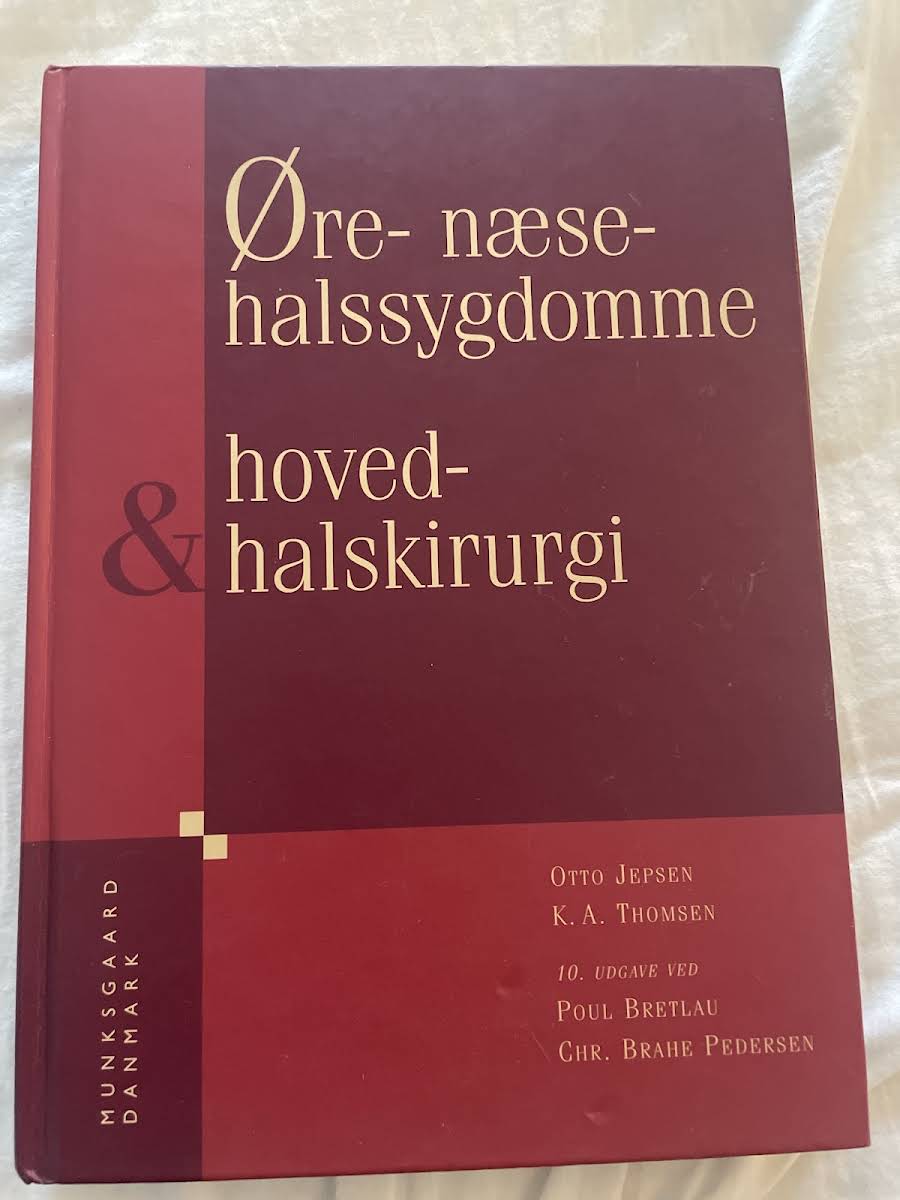 Øre- næse-
halssygdomme
hoved-
& halskirurgi
OTTO JEPSEN
K. A. THOMSEN
10. UDGAVE VED
POUL BRETLAU
CHR. BRAHE PEDERSEN
MUNKSGAARD
DANMARK